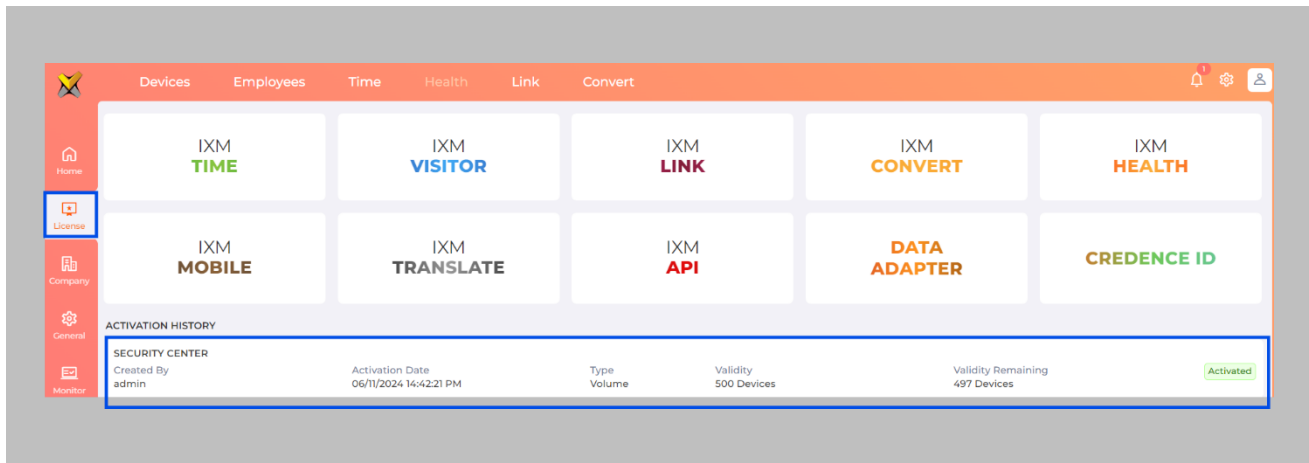 Devices Employees Time Health Link Convert 1
Home
License
Company
General
Monitor
IXM
TIME
IXM
VISITOR
IXM
LINK
IXM
CONVERT
IXM
HEALTH
IXM
MOBILE
IXM
TRANSLATE
IXM
API
DATA
ADAPTER
CREDENCE ID
ACTIVATION HISTORY
SECURITY CENTER
Created By Activation Date Type Validity Validity Remaining Activated
admin 06/11/2024 14:42:21 PM Volume 500 Devices 497 Devices